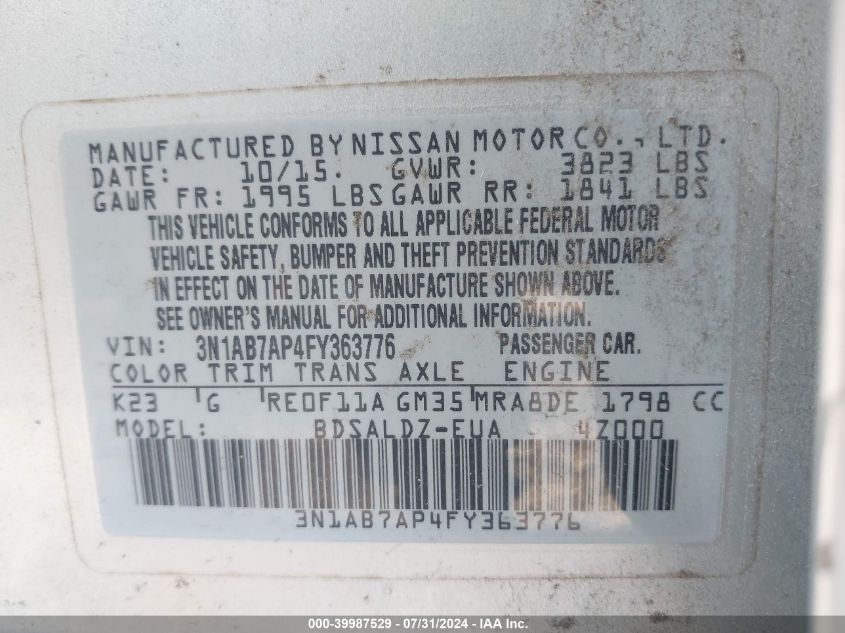 MANUFACTURED BY NISSAN MOTOR CO., LTD.
DATE: 10/15. GVWR: 3823 LBS
GAWR FR: 1995 LBS GAWR RR: 1841 LBS
THIS VEHICLE CONFORMS TO ALL APPLICABLE FEDERAL MOTOR
VEHICLE SAFETY, BUMPER AND THEFT PREVENTION STANDARDS
IN EFFECT ON THE DATE OF MANUFACTURE SHOWN ABOVE.
SEE OWNER'S MANUAL FOR ADDITIONAL INFORMATION.
VIN: 3N1AB7AP4FY363776 PASSENGER CAR.
COLOR TRIM TRANS AXLE ENGINE
K23 G RE0F11A GM35 MRA8DE 1798 CC
MODEL: BDSALDZ-EUA 4Z000
3N1AB7AP4FY363776
000-39987529 - 07/31/2024 - IAA Inc.